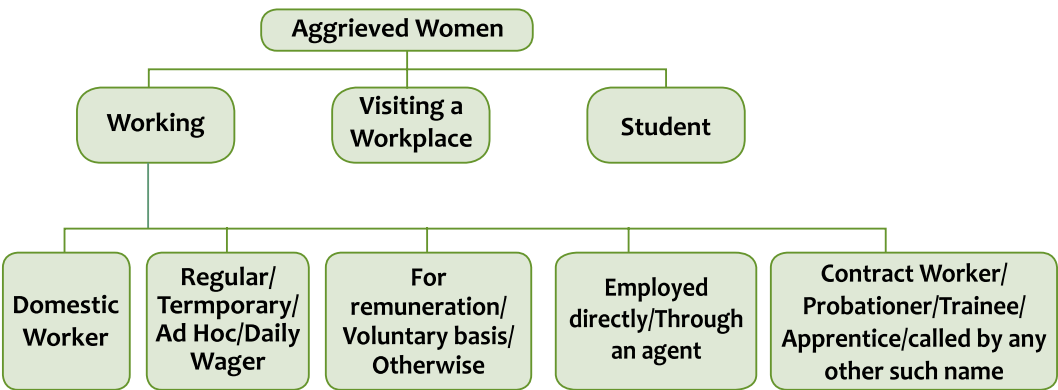 Aggrieved Women
Working
Visiting a
Workplace
Student
Domestic
Worker
Regular/
Termporary/
Ad Hoc/Daily
Wager
For
remuneration/
Voluntary basis/
Otherwise
Employed
directly/Through
an agent
Contract Worker/
Probationer/Trainee/
Apprentice/called by any
other such name